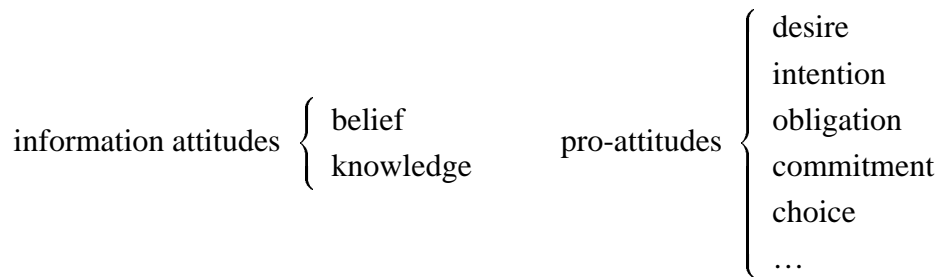 information attitudes
belief
knowledge
pro-attitudes
desire
intention
obligation
commitment
choice
…